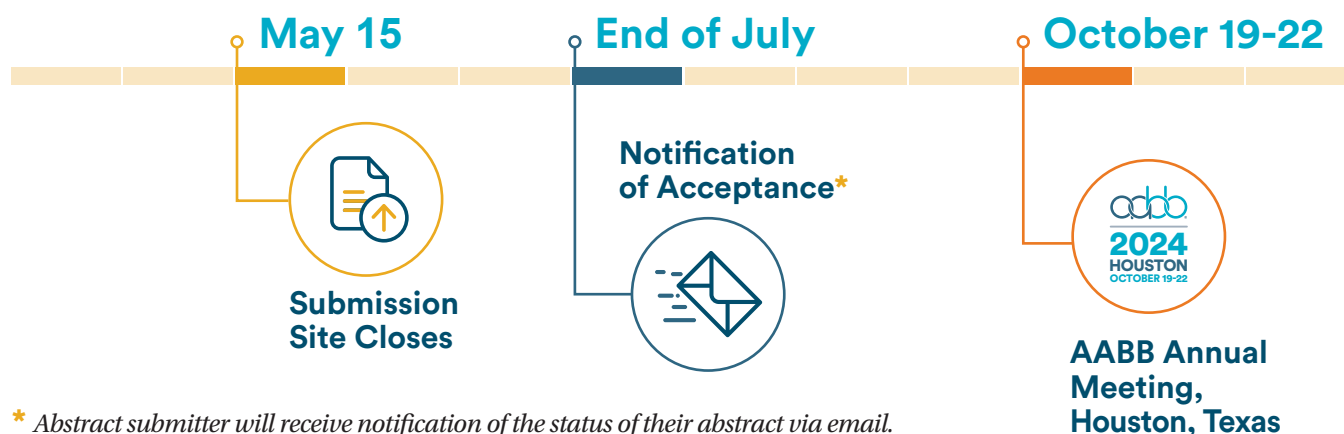 May 15
End of July
October 19-22
Submission
Site Closes
Notification
of Acceptance*
aabb
2024
HOUSTON
OCTOBER 19-22
AABB Annual
Meeting,
Houston, Texas
* Abstract submitter will receive notification of the status of their abstract via email.